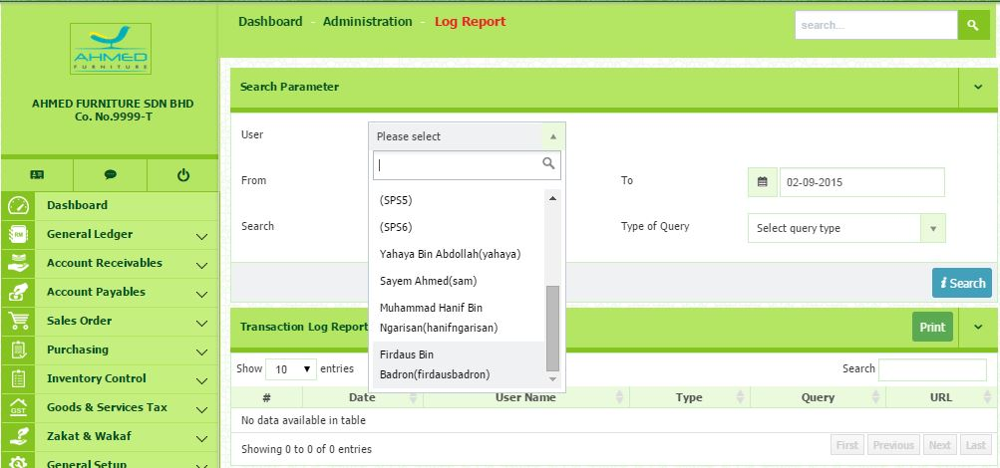 Dashboard - Administration - Log Report
search...
AHMED
FURNITURE
AHMED FURNITURE SDN BHD
Co. No.9999-T
Dashboard
RM
General Ledger
Account Receivables
Account Payables
Sales Order
Purchasing
Inventory Control
GST
Goods & Services Tax
Zakat & Wakaf
General Setup
Search Parameter
User
Please select
(SPS5)
(SPS6)
Yahaya Bin Abdollah(yahaya)
Sayem Ahmed(sam)
Muhammad Hanif Bin
Ngarisan(hanifngarisan)
Firdaus Bin
Badron(firdausbadron)
From
To
02-09-2015
Search
Type of Query
Select query type
i Search
Transaction Log Report
Print
Show 10 entries
Search
# Date User Name Type Query URL
No data available in table
Showing 0 to 0 of 0 entries
First Previous Next Last